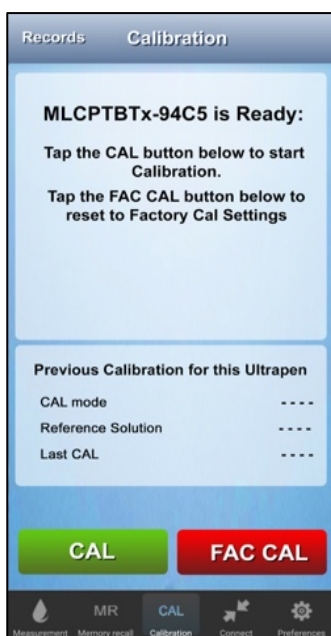 Records Calibration
MLCPTBTx-94C5 is Ready:
Tap the CAL button below to start
Calibration.
Tap the FAC CAL button below to
reset to Factory Cal Settings
Previous Calibration for this Ultrapen
CAL mode ----
Reference Solution ----
Last CAL ----
CAL FAC CAL
MR CAL
Measurement Memory recall Calibration Connect Preferences